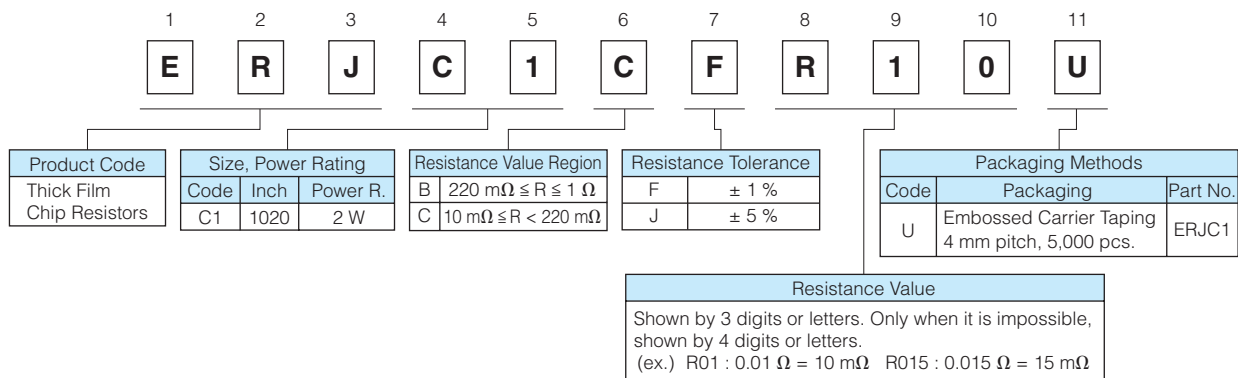 1 2 3 4 5 6 7 8 9 10 11
E R J C 1 C F R 1 0 U
Product Code
Thick Film
Chip Resistors
Size, Power Rating
Code Inch Power R.
C1 1020 2 W
Resistance Value Region
B 220 mΩ ≦ R ≦ 1 Ω
C 10 mΩ ≦ R < 220 mΩ
Resistance Tolerance
F ± 1 %
J ± 5 %
Packaging Methods
Code Packaging Part No.
U Embossed Carrier Taping
4 mm pitch, 5,000 pcs. ERJC1
Resistance Value
Shown by 3 digits or letters. Only when it is impossible,
shown by 4 digits or letters.
(ex.) R01 : 0.01 Ω = 10 mΩ R015 : 0.015 Ω = 15 mΩ